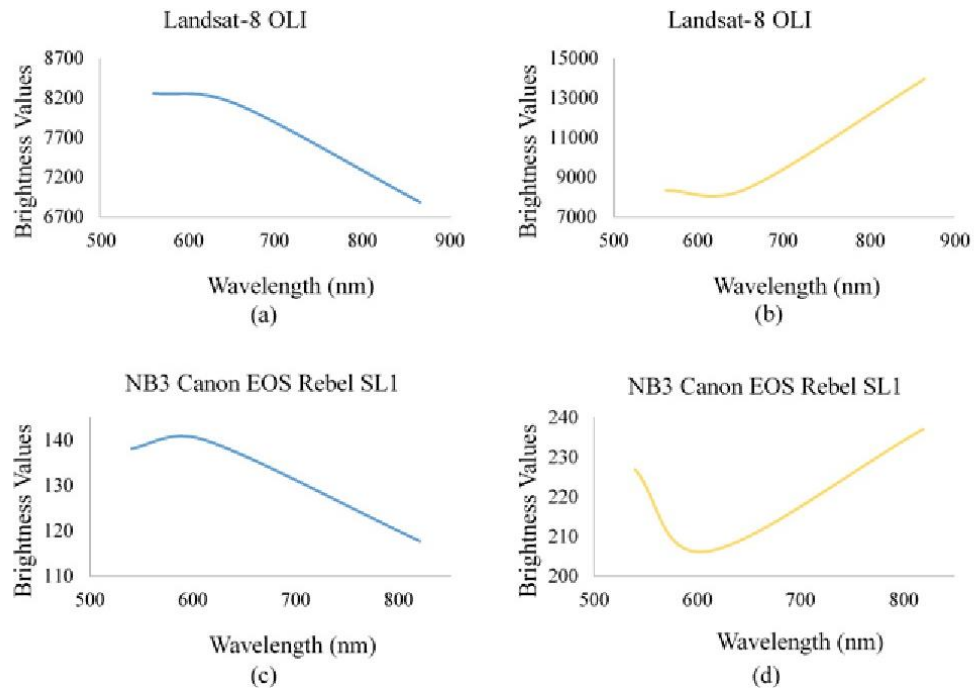 Landsat-8 OLI
Brightness Values
8700
8200
7700
7200
6700
500 600 700 800 900
Wavelength (nm)
(a)
Landsat-8 OLI
Brightness Values
15000
13000
11000
9000
7000
500 600 700 800 900
Wavelength (nm)
(b)
NB3 Canon EOS Rebel SL1
Brightness Values
140
130
120
110
500 600 700 800
Wavelength (nm)
(c)
NB3 Canon EOS Rebel SL1
Brightness Values
240
230
220
210
200
500 600 700 800
Wavelength (nm)
(d)